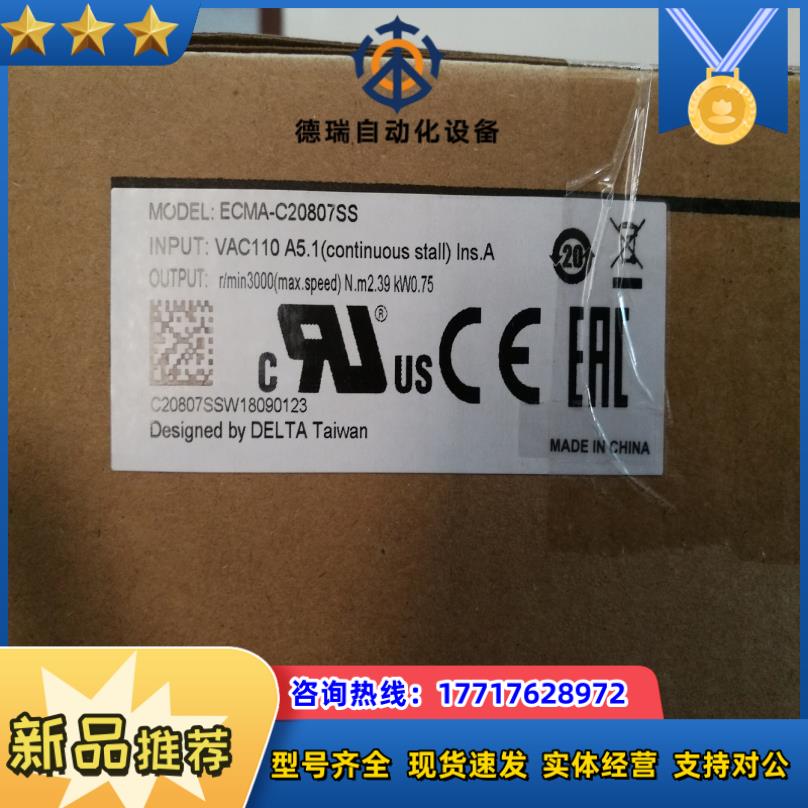 德瑞自动化设备
MODEL: ECMA-C20807SS
INPUT: VAC110 A5.1(continuous stall) Ins.A
OUTPUT: r/min3000(max.speed) N.m2.39 kW0.75
20
C RU ® US CE EAC
C20807SSW18090123
Designed by DELTA Taiwan
MADE IN CHINA
咨询热线：17717628972
新品推荐
型号齐全 现货速发 实体经营 支持对公